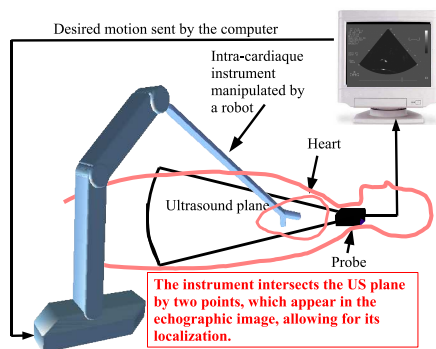 Desired motion sent by the computer
Intra-cardiaque
instrument
manipulated by
a robot
Heart
Ultrasound plane
Probe
The instrument intersects the US plane
by two points, which appear in the
echographic image, allowing for its
localization.